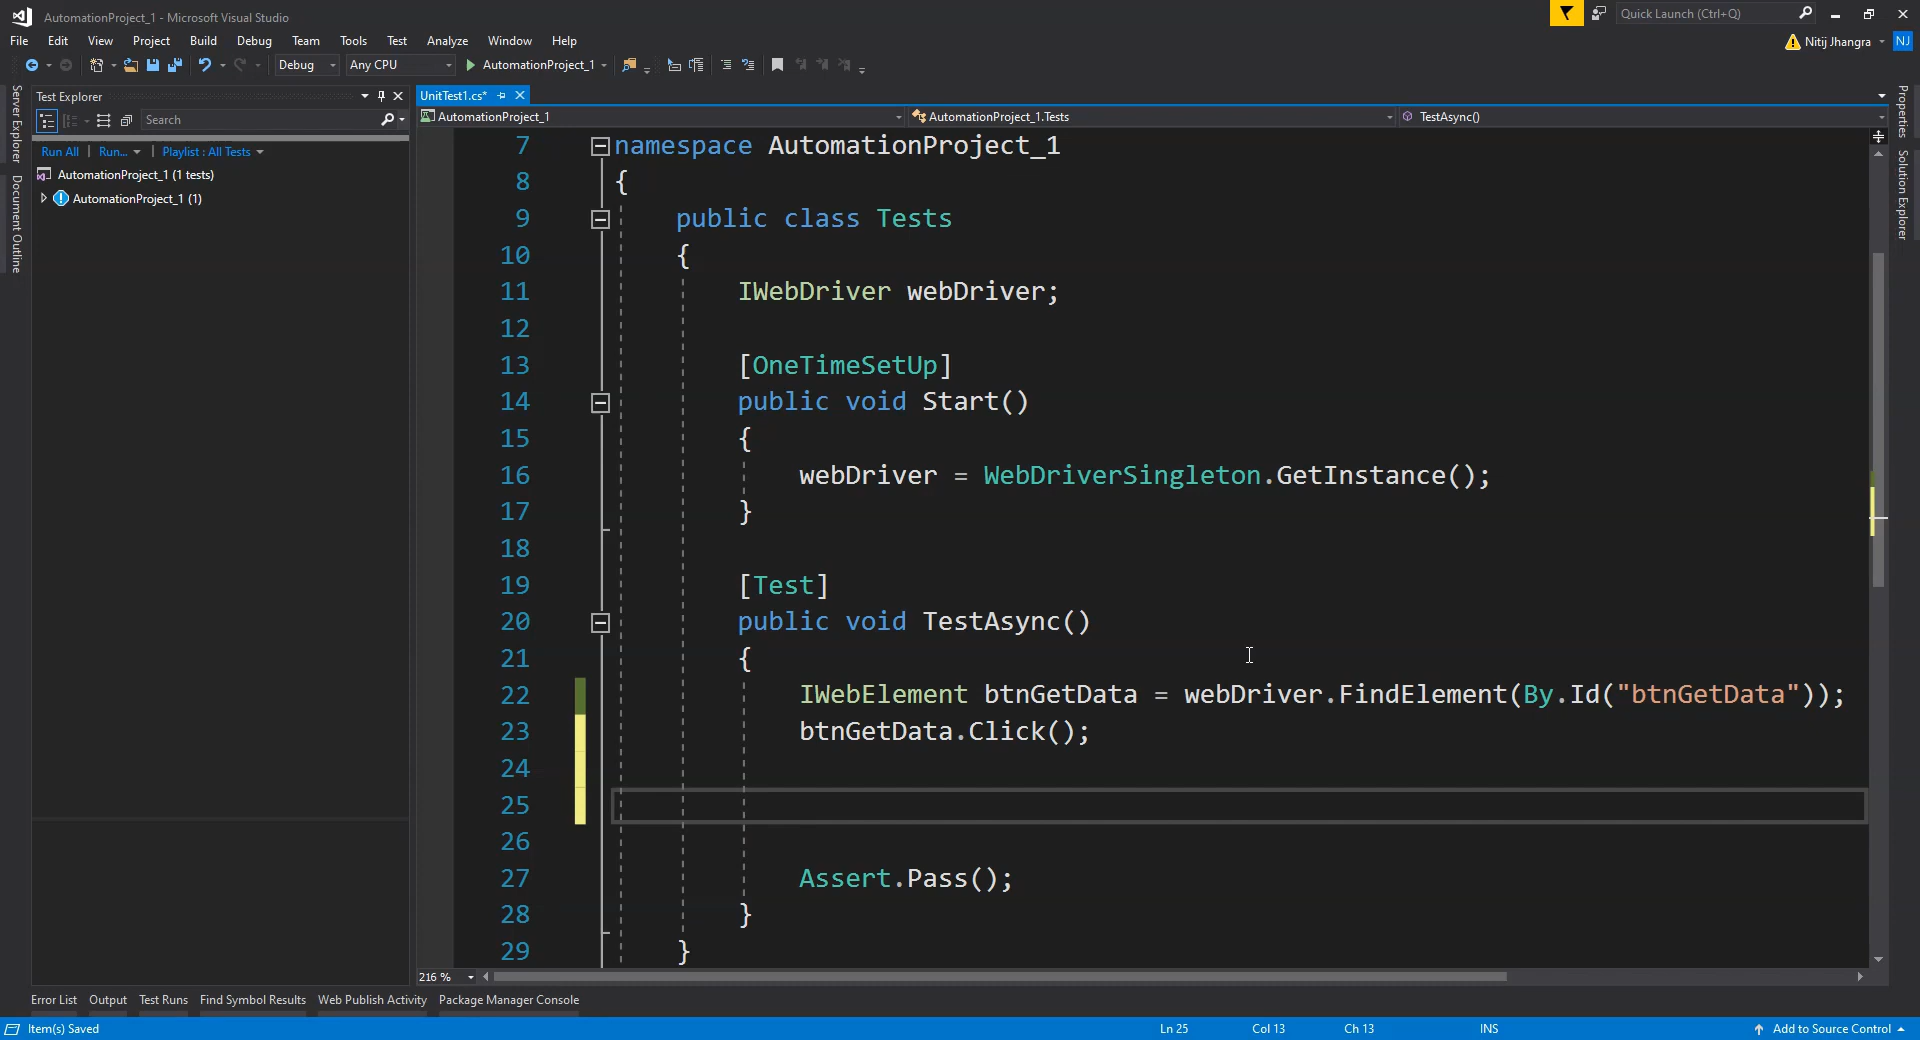 AutomationProject_1 - Microsoft Visual Studio
Quick Launch (Ctrl+Q)
File Edit View Project Build Debug Team Tools Test Analyze Window Help
Nitij Jhangra NJ
Debug Any CPU AutomationProject_1
Server Explorer
Document Outline
Test Explorer
Search
Run All | Run... | Playlist : All Tests
AutomationProject_1 (1 tests)
AutomationProject_1 (1)
UnitTest1.cs*
AutomationProject_1 AutomationProject_1.Tests TestAsync()
7 namespace AutomationProject_1
8 {
9 public class Tests
10 {
11 IWebDriver webDriver;
12
13 [OneTimeSetUp]
14 public void Start()
15 {
16 webDriver = WebDriverSingleton.GetInstance();
17 }
18
19 [Test]
20 public void TestAsync()
21 {
22 IWebElement btnGetData = webDriver.FindElement(By.Id("btnGetData"));
23 btnGetData.Click();
24
25
26
27 Assert.Pass();
28 }
29 }
216 %
Properties
Solution Explorer
Error List Output Test Runs Find Symbol Results Web Publish Activity Package Manager Console
Item(s) Saved Ln 25 Col 13 Ch 13 INS Add to Source Control